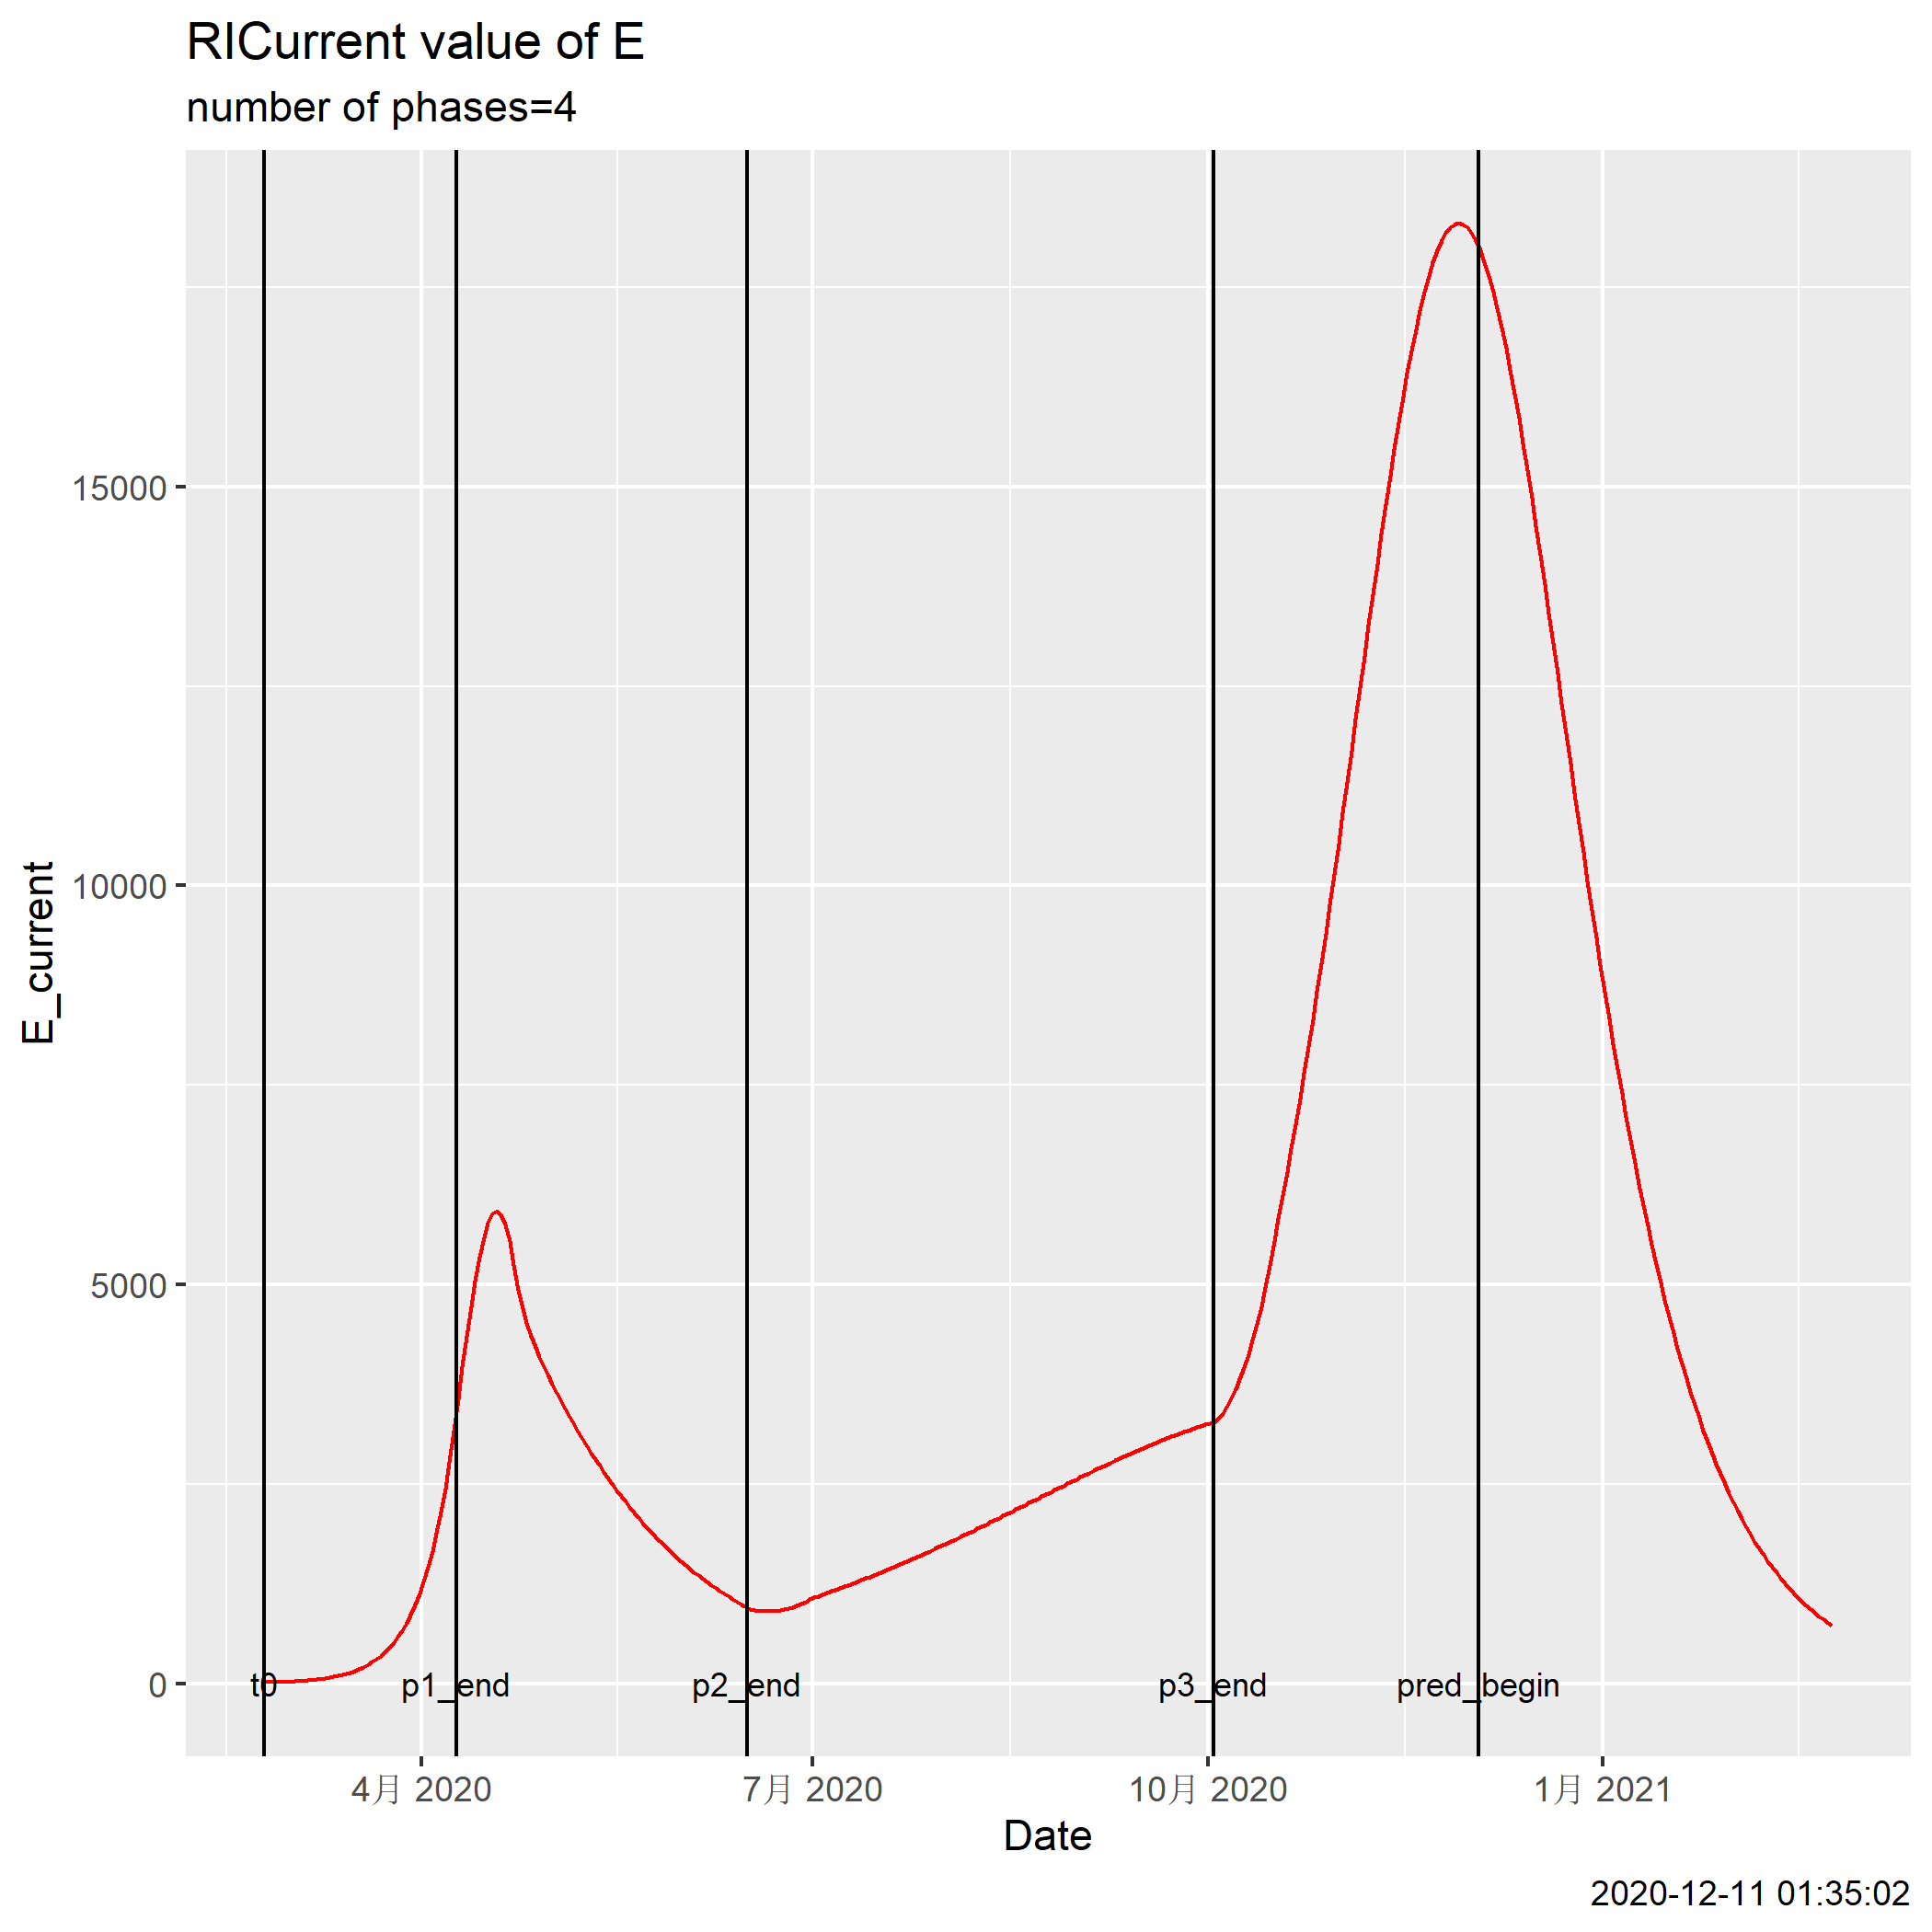 RICurrent value of E
number of phases=4
E_current
15000
10000
5000
0
t0 p1_end p2_end p3_end pred_begin
4月 2020 7月 2020 10月 2020 1月 2021
Date
2020-12-11 01:35:02